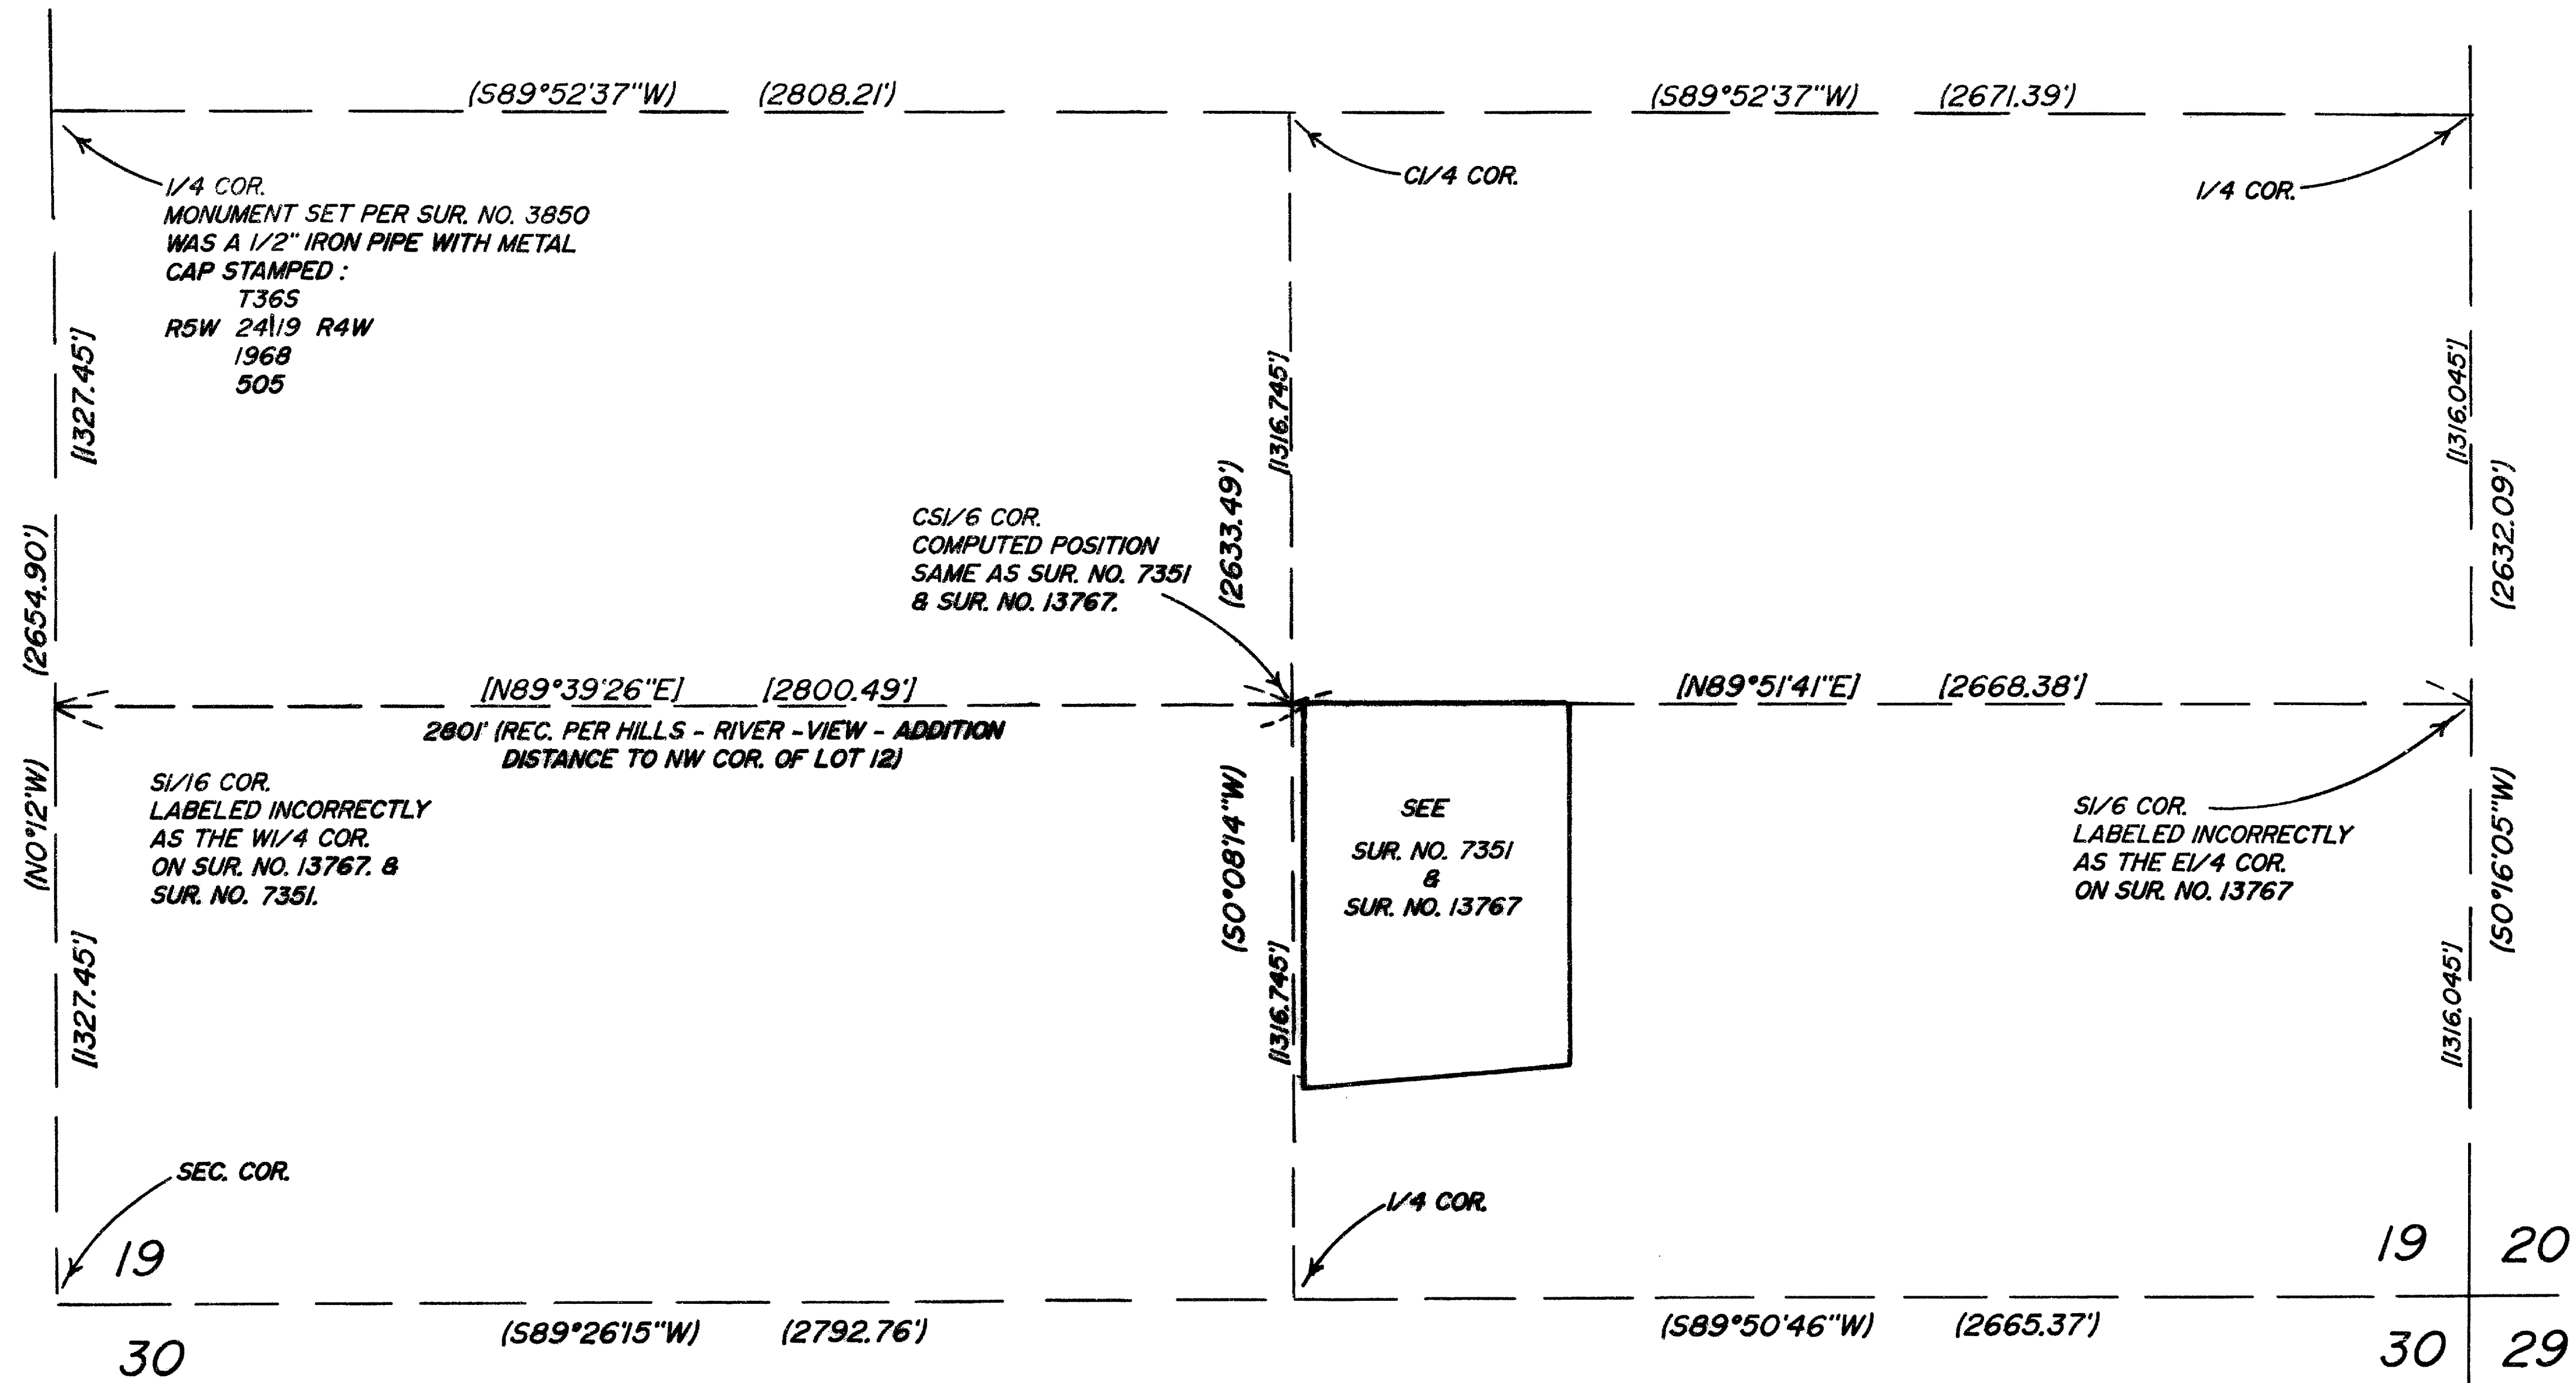 (S89°52'37"W) (2808.21')
(S89°52'37"W) (2671.39')
1/4 COR.
MONUMENT SET PER SUR. NO. 3850
WAS A 1/2" IRON PIPE WITH METAL
CAP STAMPED :
T36S
R5W 24|19 R4W
1968
505
C1/4 COR.
1/4 COR.
[1327.45']
[1316.745']
[1316.045']
(2654.90')
(2633.49')
(2632.09')
CS1/6 COR.
COMPUTED POSITION
SAME AS SUR. NO. 7351
& SUR. NO. 13767.
[N89°39'26"E] [2800.49']
2801' (REC. PER HILLS - RIVER - VIEW - ADDITION
DISTANCE TO NW COR. OF LOT 12)
[N89°51'41"E] [2668.38']
(N0°12'W)
S1/16 COR.
LABELED INCORRECTLY
AS THE W1/4 COR.
ON SUR. NO. 13767. &
SUR. NO. 7351.
(S0°08'14"W)
SEE
SUR. NO. 7351
&
SUR. NO. 13767
S1/6 COR.
LABELED INCORRECTLY
AS THE E1/4 COR.
ON SUR. NO. 13767
(S0°16'05"W)
[1327.45']
[1316.745']
[1316.045']
SEC. COR.
1/4 COR.
19
19 20
(S89°26'15"W) (2792.76')
(S89°50'46"W) (2665.37')
30
30 29